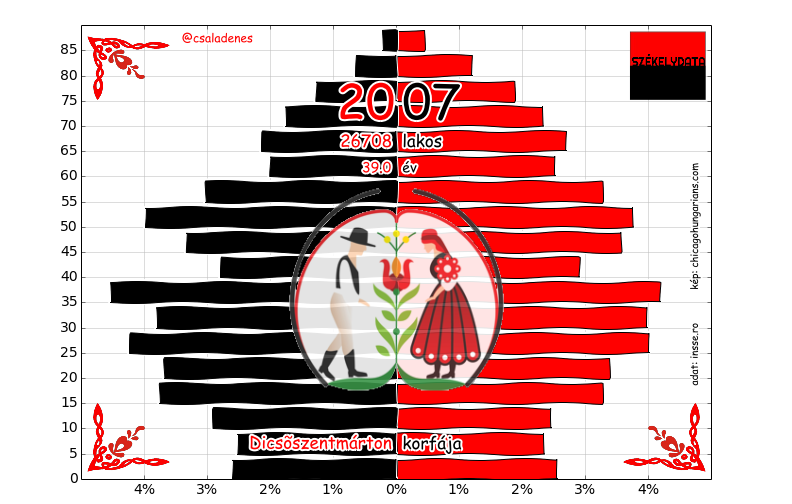 @csaladenes
SZÉKELYDATA
2007
26708 lakos
39.0 év
kép: chicagohungarians.com
adat: insse.ro
Dicsõszentmárton korfája
85
80
75
70
65
60
55
50
45
40
35
30
25
20
15
10
5
0
4% 3% 2% 1% 0% 1% 2% 3% 4%